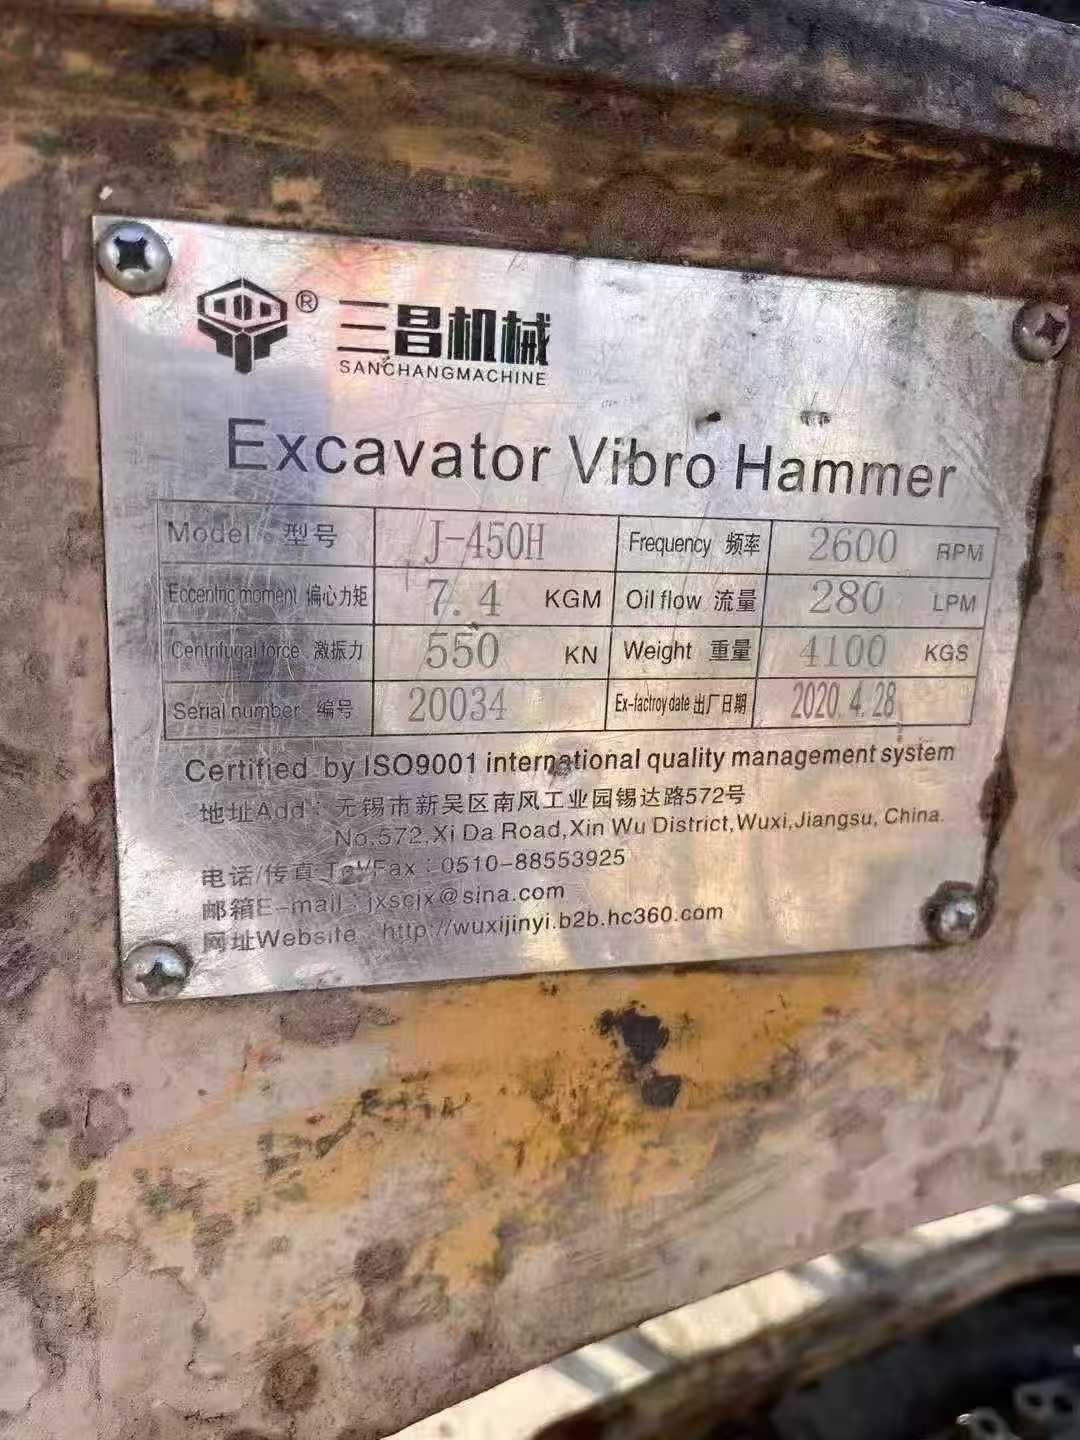 ® 三昌机械
SANCHANGMACHINE
Excavator Vibro Hammer
Model 型号 J-450H Frequency 频率 2600 RPM
Eccentric moment 偏心力矩 7.4 KGM Oil flow 流量 280 LPM
Centrifugal force 激振力 550 KN Weight 重量 4100 KGS
Serial number 编号 20034 Ex-factroy date 出厂日期 2020.4.28
Certified by ISO9001 international quality management system
地址Add: 无锡市新吴区南风工业园锡达路572号
No,572,Xi Da Road,Xin Wu District,Wuxi,Jiangsu, China.
电话/传真 Tel/Fax:0510-88553925
邮箱E-mail:jxscjx@sina.com
网址Website http://wuxijinyi.b2b.hc360.com